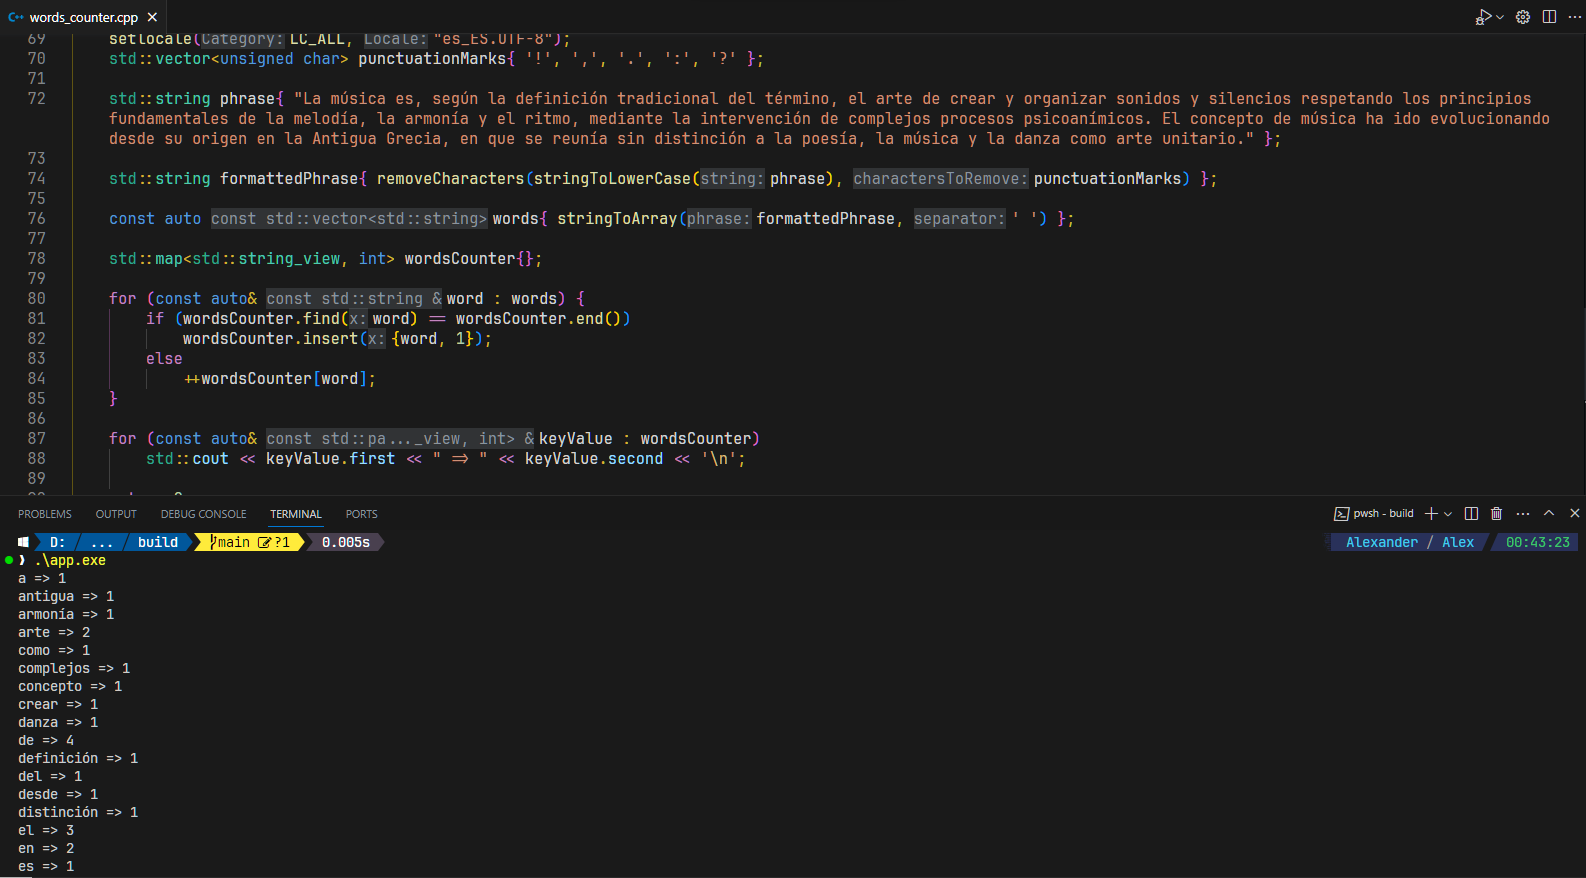 words_counter.cpp
69 setlocale(Category: LC_ALL, Locale: "es_ES.UTF-8");
70 std::vector<unsigned char> punctuationMarks{ '!', ',', '.', ':', '?' };
71
72 std::string phrase{ "La música es, según la definición tradicional del término, el arte de crear y organizar sonidos y silencios respetando los principios
fundamentales de la melodía, la armonía y el ritmo, mediante la intervención de complejos procesos psicoanímicos. El concepto de música ha ido evolucionando
desde su origen en la Antigua Grecia, en que se reunía sin distinción a la poesía, la música y la danza como arte unitario." };
73
74 std::string formattedPhrase{ removeCharacters(stringToLowerCase(string: phrase), charactersToRemove: punctuationMarks) };
75
76 const auto const std::vector<std::string> words{ stringToArray(phrase: formattedPhrase, separator: ' ') };
77
78 std::map<std::string_view, int> wordsCounter{};
79
80 for (const auto& const std::string & word : words) {
81 if (wordsCounter.find(x: word) == wordsCounter.end())
82 wordsCounter.insert(x: {word, 1});
83 else
84 ++wordsCounter[word];
85 }
86
87 for (const auto& const std::pa..._view, int> & keyValue : wordsCounter)
88 std::cout << keyValue.first << " => " << keyValue.second << '\n';
89
PROBLEMS OUTPUT DEBUG CONSOLE TERMINAL PORTS pwsh - build
D: ... build main ?1 0.005s Alexander / Alex 00:43:23
❯ .\app.exe
a => 1
antigua => 1
armonía => 1
arte => 2
como => 1
complejos => 1
concepto => 1
crear => 1
danza => 1
de => 4
definición => 1
del => 1
desde => 1
distinción => 1
el => 3
en => 2
es => 1